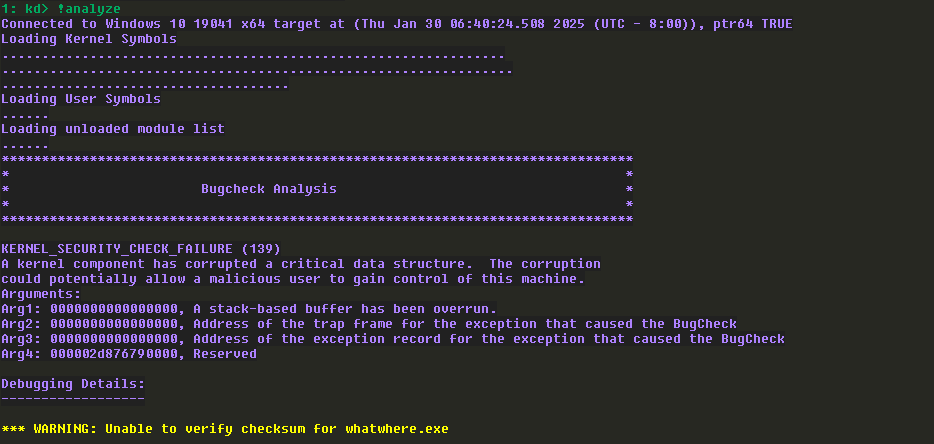 1: kd> !analyze
Connected to Windows 10 19041 x64 target at (Thu Jan 30 06:40:24.508 2025 (UTC - 8:00)), ptr64 TRUE
Loading Kernel Symbols
...............................................................
................................................................
....................................
Loading User Symbols
......
Loading unloaded module list
......
*******************************************************************************
*                                                                             *
*                        Bugcheck Analysis                                    *
*                                                                             *
*******************************************************************************
KERNEL_SECURITY_CHECK_FAILURE (139)
A kernel component has corrupted a critical data structure.  The corruption
could potentially allow a malicious user to gain control of this machine.
Arguments:
Arg1: 0000000000000000, A stack-based buffer has been overrun.
Arg2: 0000000000000000, Address of the trap frame for the exception that caused the BugCheck
Arg3: 0000000000000000, Address of the exception record for the exception that caused the BugCheck
Arg4: 000002d876790000, Reserved
Debugging Details:
------------------
*** WARNING: Unable to verify checksum for whatwhere.exe